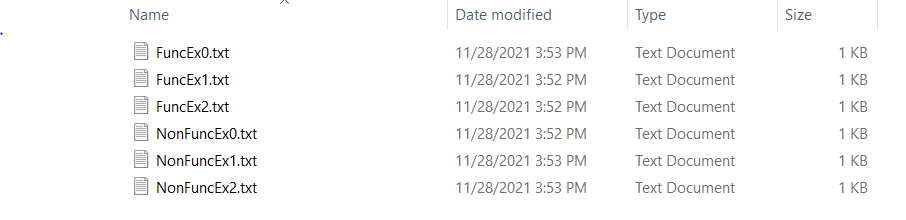 Name Date modified Type Size
FuncEx0.txt 11/28/2021 3:53 PM Text Document 1 KB
FuncEx1.txt 11/28/2021 3:52 PM Text Document 1 KB
FuncEx2.txt 11/28/2021 3:52 PM Text Document 1 KB
NonFuncEx0.txt 11/28/2021 3:52 PM Text Document 1 KB
NonFuncEx1.txt 11/28/2021 3:53 PM Text Document 1 KB
NonFuncEx2.txt 11/28/2021 3:53 PM Text Document 1 KB